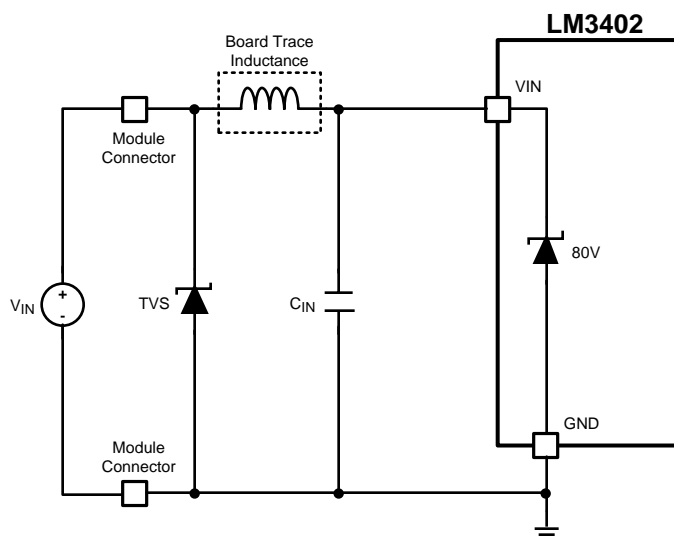 LM3402
Board Trace
Inductance
VIN
Module
Connector
80V
+
-
VIN
TVS
CIN
GND
Module
Connector